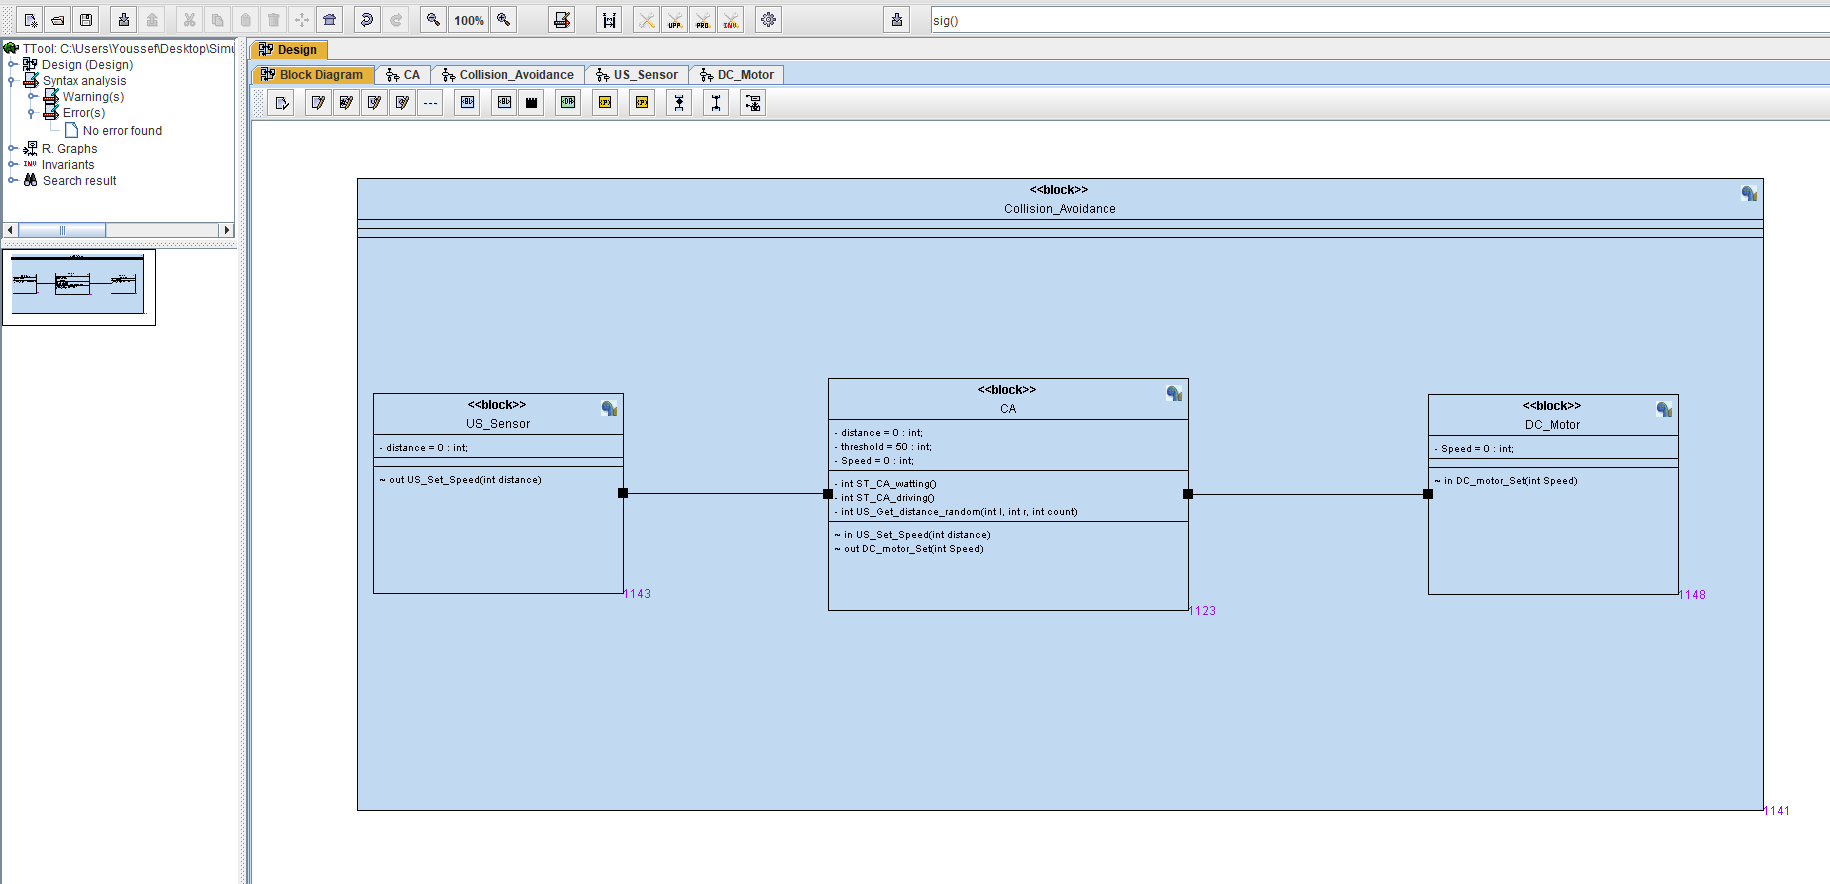 100%
UPP.
PRO.
INV.
sig()
TTool: C:\Users\Youssef\Desktop\Simu
Design (Design)
Syntax analysis
Warning(s)
Error(s)
No error found
R. Graphs
INV Invariants
Search result
Design
Block Diagram
CA
Collision_Avoidance
US_Sensor
DC_Motor
<<block>>
Collision_Avoidance
<<block>>
US_Sensor
- distance = 0 : int;
~ out US_Set_Speed(int distance)
1143
<<block>>
CA
- distance = 0 : int;
- threshold = 50 : int;
- Speed = 0 : int;
- int ST_CA_watting()
- int ST_CA_driving()
- int US_Get_distance_random(int l, int r, int count)
~ in US_Set_Speed(int distance)
~ out DC_motor_Set(int Speed)
1123
<<block>>
DC_Motor
- Speed = 0 : int;
~ in DC_motor_Set(int Speed)
1148
1141